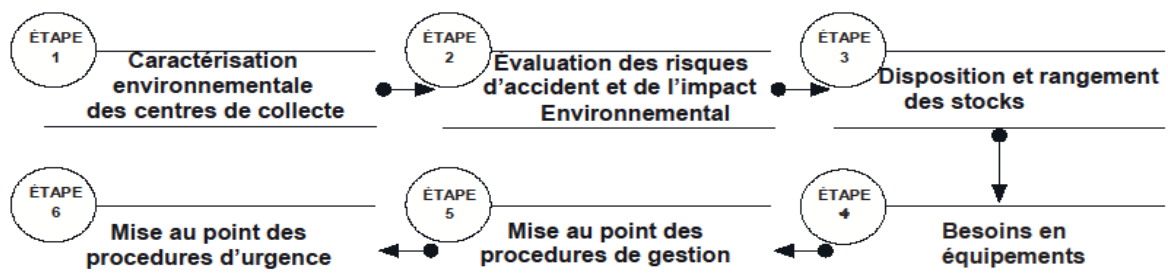 ÉTAPE
1
Caractérisation
environnementale
des centres de collecte
ÉTAPE
2
Évaluation des risques
d'accident et de l'impact
Environnemental
ÉTAPE
3
Disposition et rangement
des stocks
ÉTAPE
4
Besoins en
équipements
ÉTAPE
5
Mise au point des
procedures de gestion
ÉTAPE
6
Mise au point des
procedures d'urgence